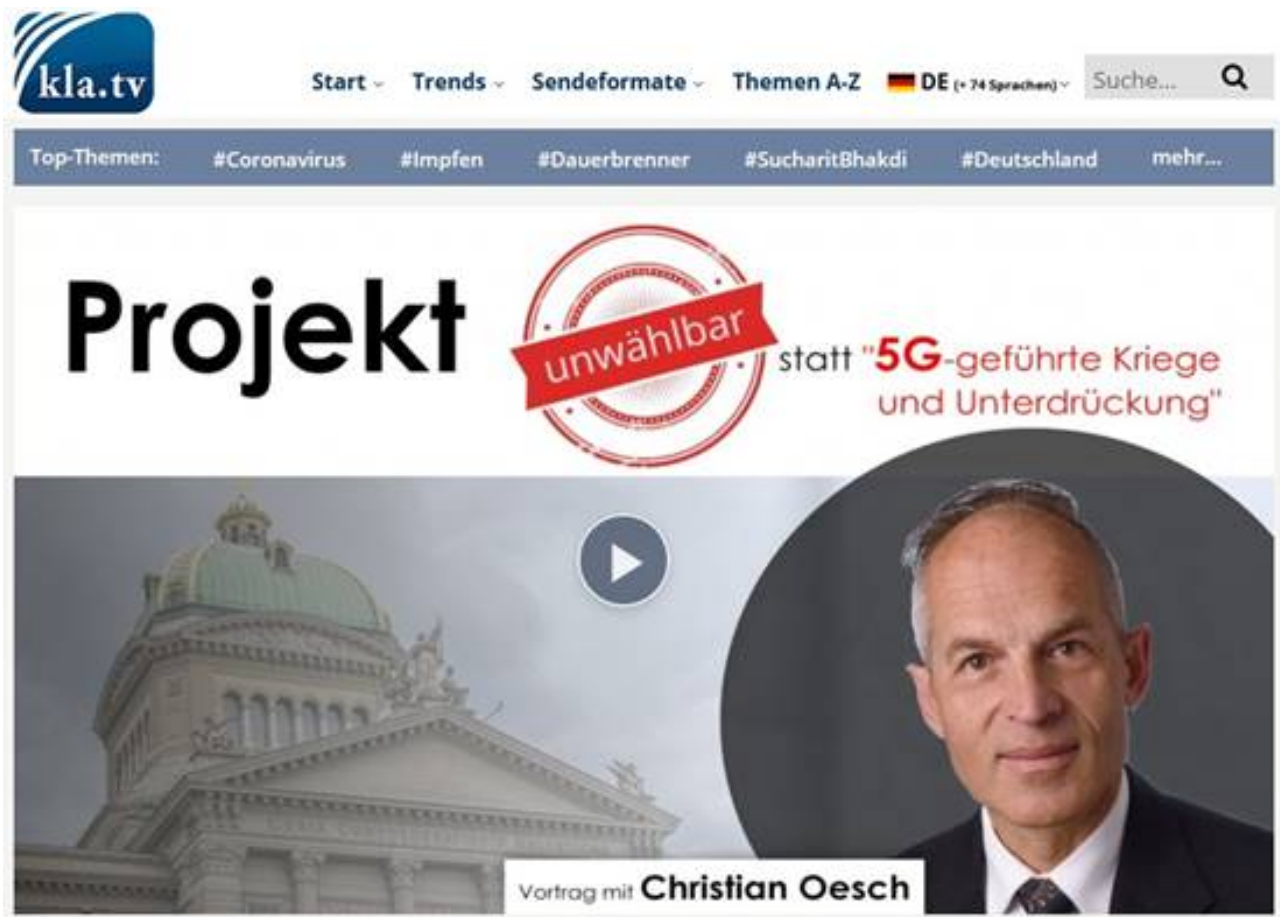 kla.tv
Start Trends Sendeformate Themen A-Z DE (+ 74 Sprachen) Suche...
Top-Themen: #Coronavirus #Impfen #Dauerbrenner #SucharitBhakdi #Deutschland mehr...
Projekt unwählbar statt "5G-geführte Kriege
und Unterdrückung"
Vortrag mit Christian Oesch